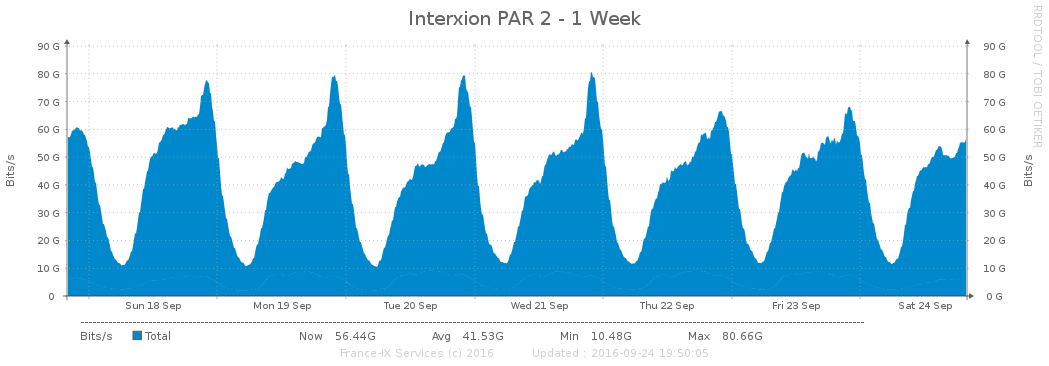 Interxion PAR 2 - 1 Week
RRDTOOL / TOBI OETIKER
Bits/s
90 G 90 G
80 G 80 G
70 G 70 G
60 G 60 G
50 G 50 G
40 G 40 G
30 G 30 G
20 G 20 G
10 G 10 G
0 0 G
Bits/s
Sun 18 Sep Mon 19 Sep Tue 20 Sep Wed 21 Sep Thu 22 Sep Fri 23 Sep Sat 24 Sep
Bits/s Total Now 56.44G Avg 41.53G Min 10.48G Max 80.66G
France-IX Services (c) 2016 Updated : 2016-09-24 19:50:05